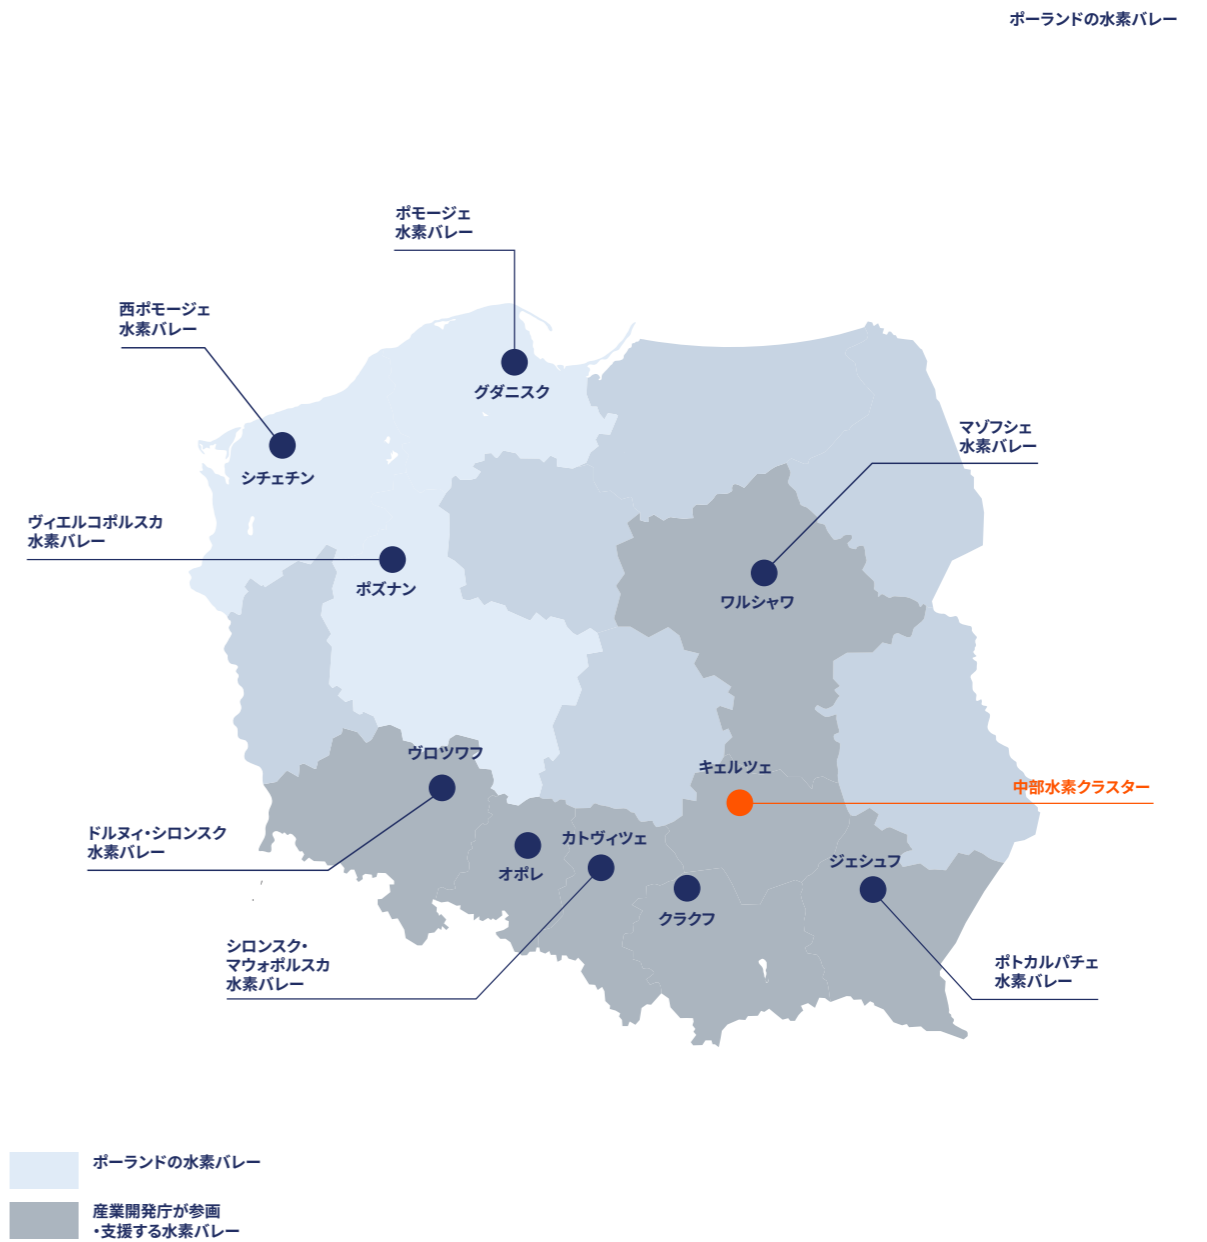 ポーランドの水素バレー
ポモージェ
水素バレー
西ポモージェ
水素バレー
グダニスク
マゾフシェ
水素バレー
シチェチン
ヴィエルコポルスカ
水素バレー
ポズナン
ワルシャワ
ヴロツワフ
キェルツェ
中部水素クラスター
ドルヌィ・シロンスク
水素バレー
カトヴィツェ
オポレ
ジェシュフ
クラクフ
シロンスク・
マウォポルスカ
水素バレー
ポトカルパチェ
水素バレー
ポーランドの水素バレー
産業開発庁が参画
・支援する水素バレー